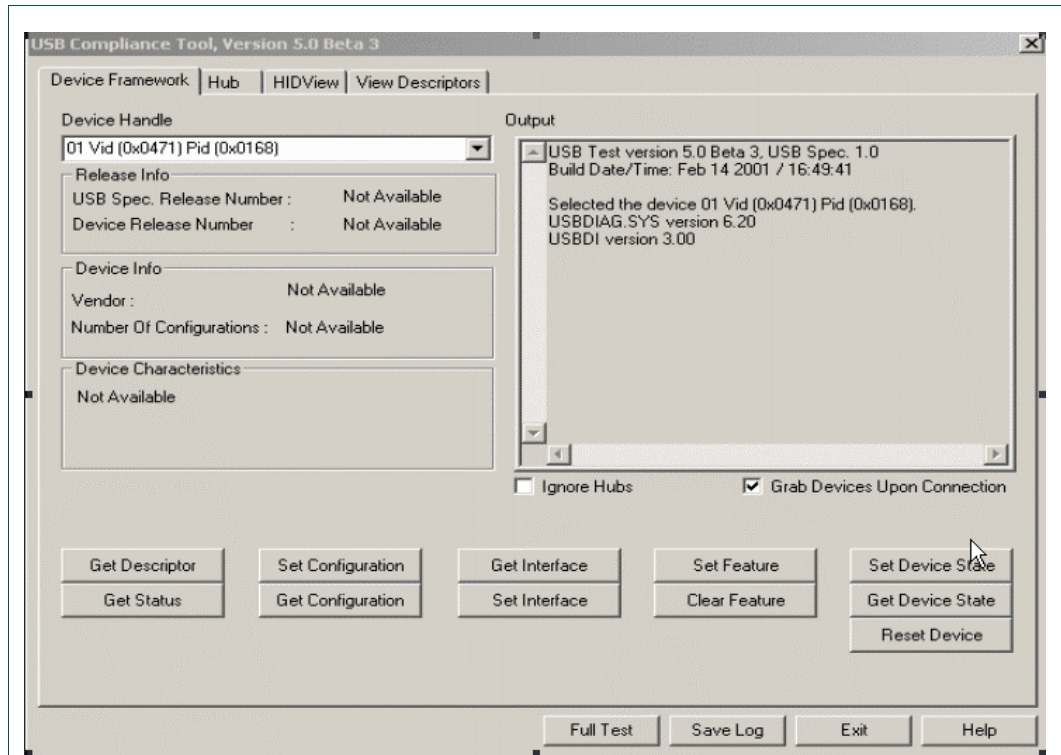 USB Compliance Tool, Version 5.0 Beta 3
Device Framework
Hub
HIDView
View Descriptors
Device Handle
01 Vid (0x0471) Pid (0x0168)
Release Info
USB Spec. Release Number : Not Available
Device Release Number : Not Available
Device Info
Vendor : Not Available
Number Of Configurations : Not Available
Device Characteristics
Not Available
Output
USB Test version 5.0 Beta 3, USB Spec. 1.0
Build Date/Time: Feb 14 2001 / 16:49:41
Selected the device 01 Vid (0x0471) Pid (0x0168).
USBDIAG.SYS version 6.20
USBDI version 3.00
Ignore Hubs
Grab Devices Upon Connection
Get Descriptor
Set Configuration
Get Interface
Set Feature
Set Device State
Get Status
Get Configuration
Set Interface
Clear Feature
Get Device State
Reset Device
Full Test
Save Log
Exit
Help